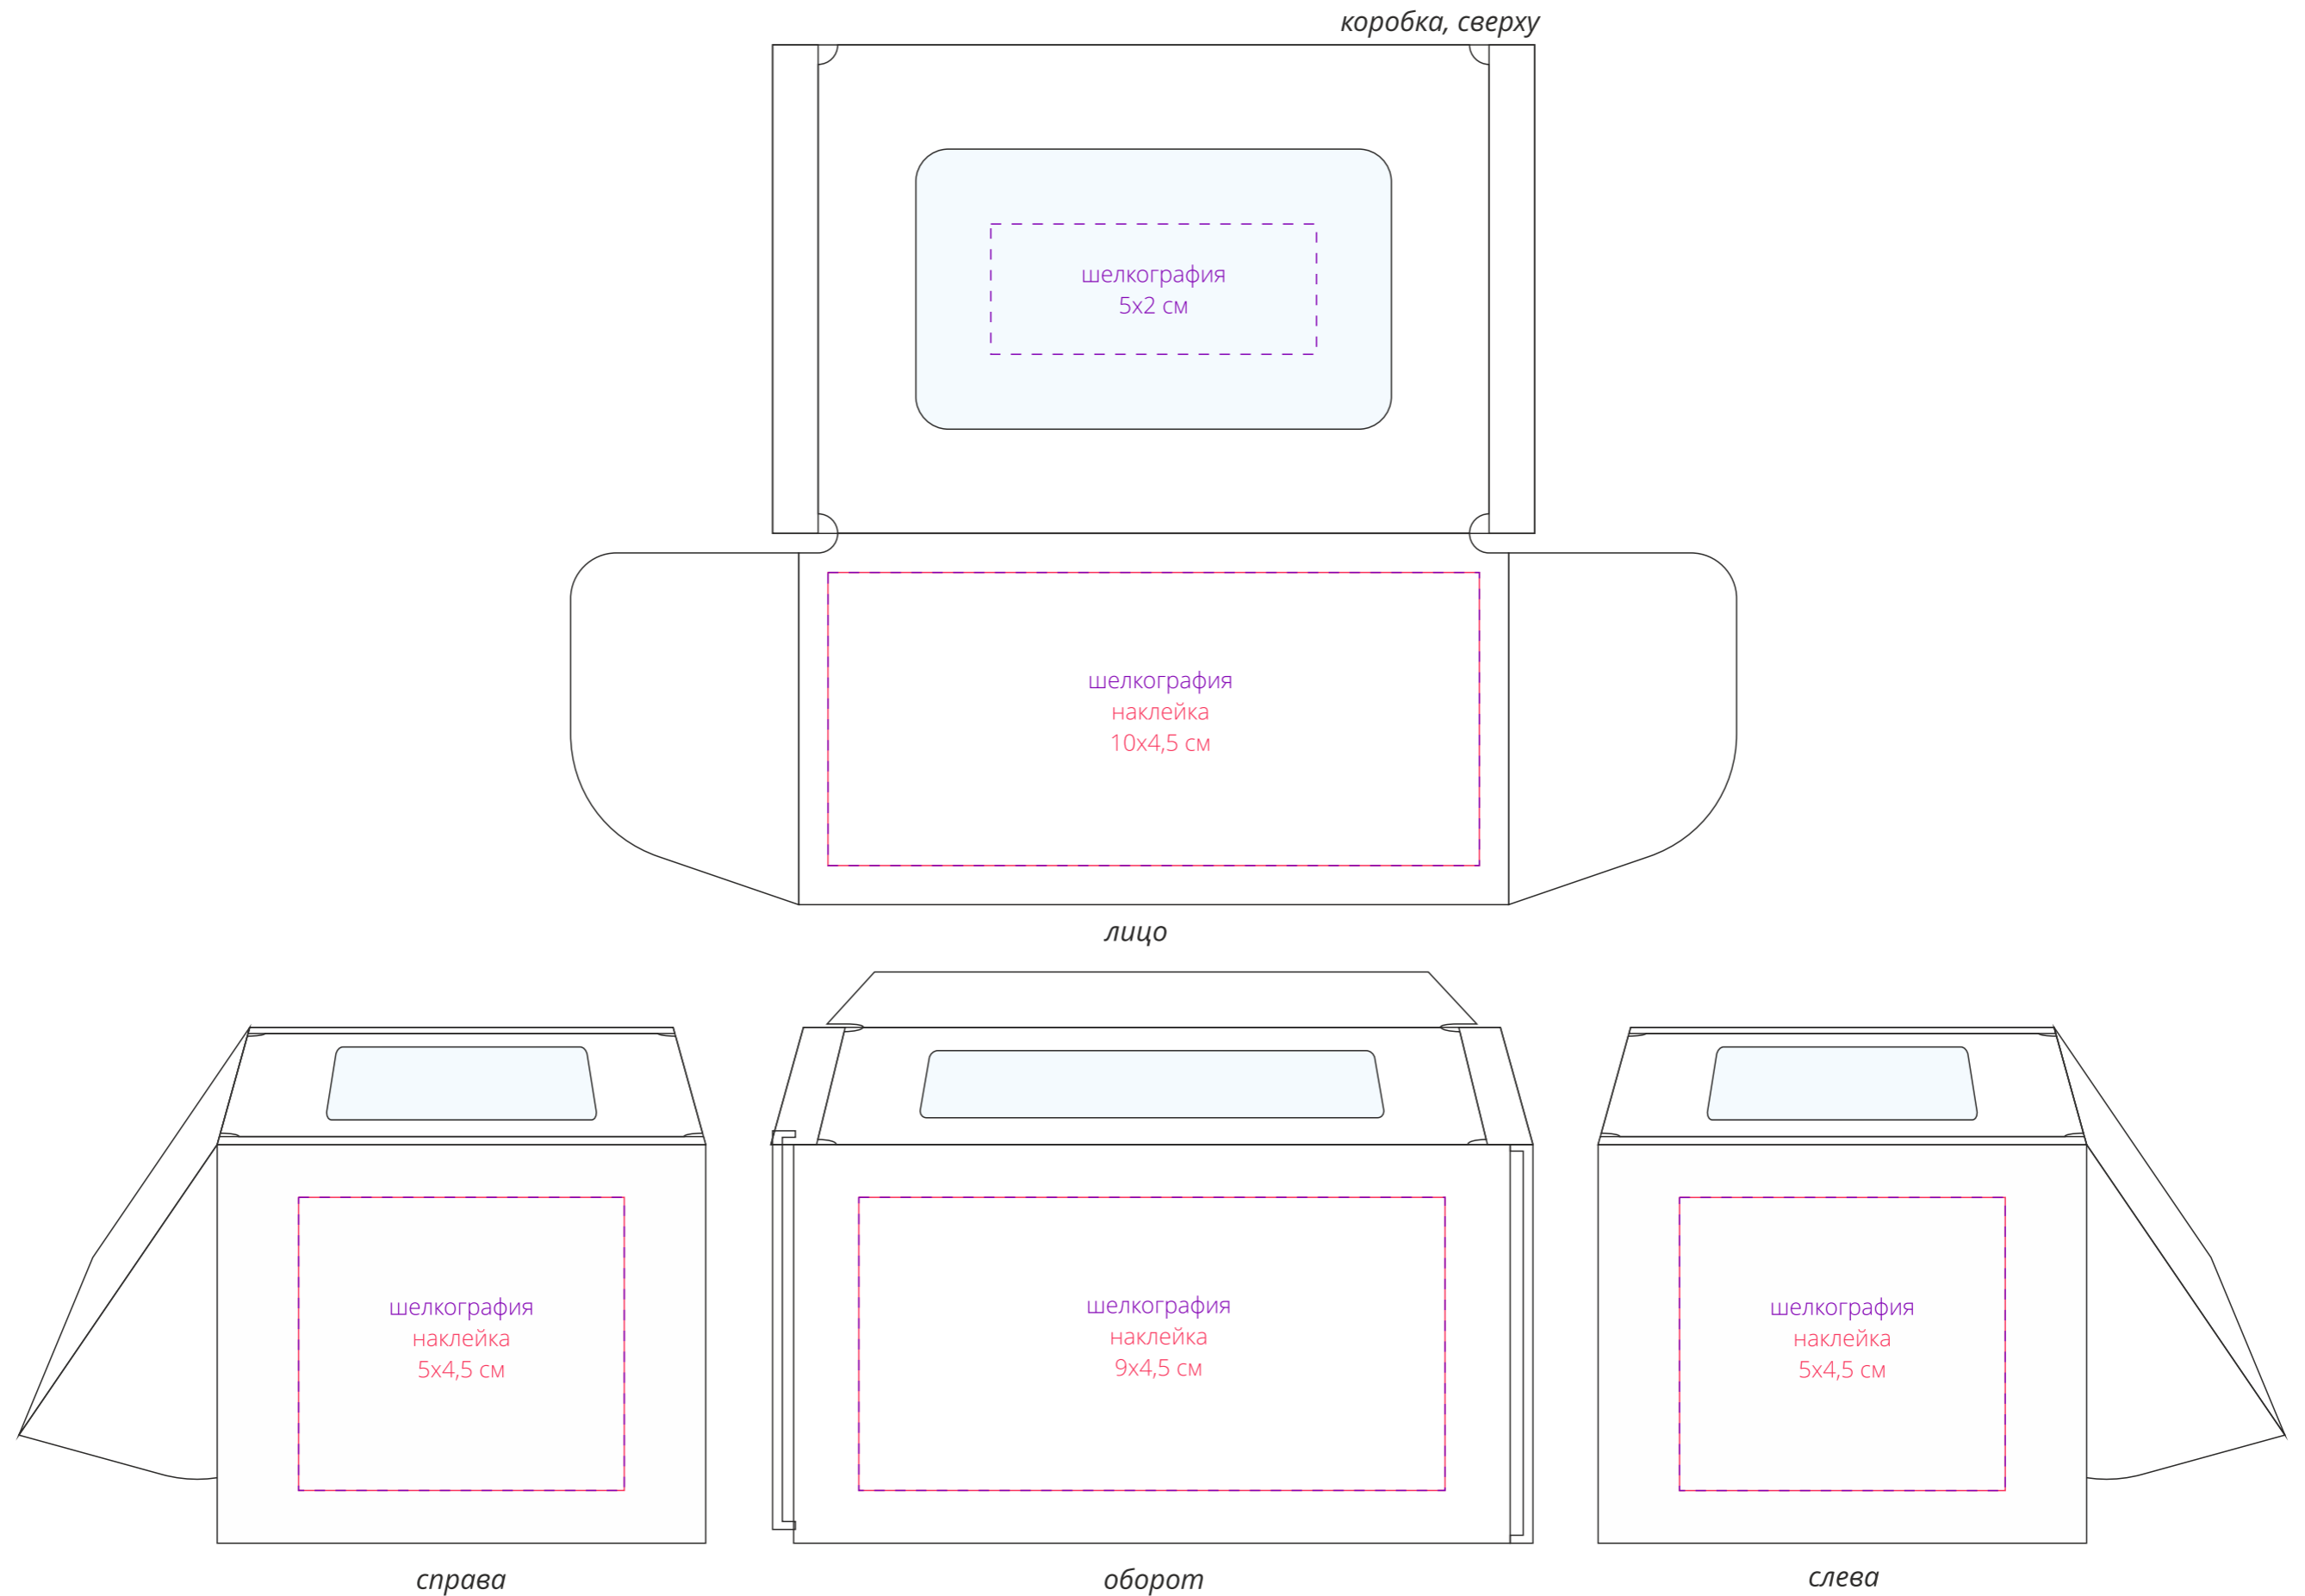 коробка, сверху
шелкография
5х2 см
шелкография
наклейка
10х4,5 см
лицо
шелкография
наклейка
5х4,5 см
справа
шелкография
наклейка
9х4,5 см
оборот
шелкография
наклейка
5х4,5 см
слева